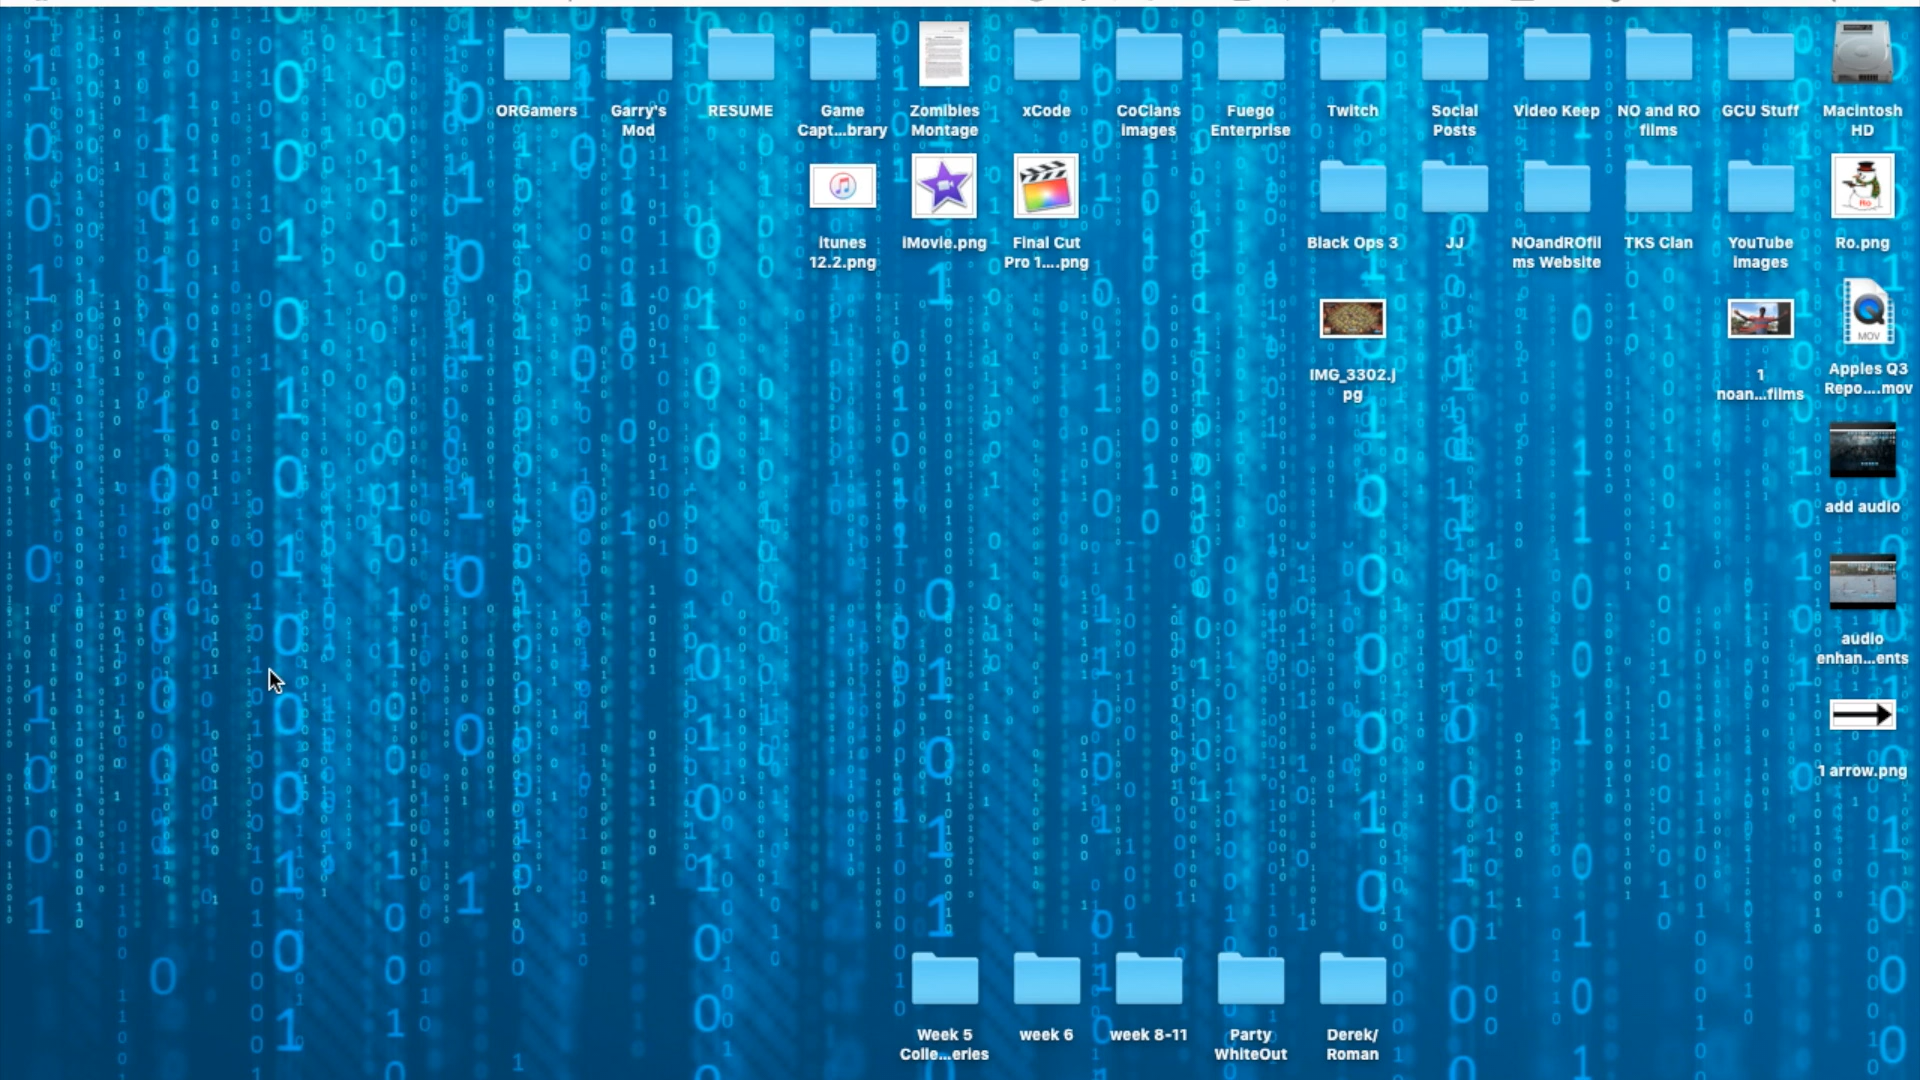 ORGamers
Garry's
Mod
RESUME
Game
Capt...brary
Zomibies
Montage
xCode
CoClans
images
Fuego
Enterprise
Twitch
Social
Posts
Video Keep
NO and RO
films
GCU Stuff
Macintosh
HD
itunes
12.2.png
iMovie.png
Final Cut
Pro 1....png
Black Ops 3
JJ
NOandROfil
ms Website
TKS Clan
YouTube
images
Ro.png
IMG_3302.j
pg
1
noan...films
MOV
Apples Q3
Repo....mov
add audio
audio
enhan...ents
1 arrow.png
Week 5
Colle...eries
week 6
week 8-11
Party
WhiteOut
Derek/
Roman